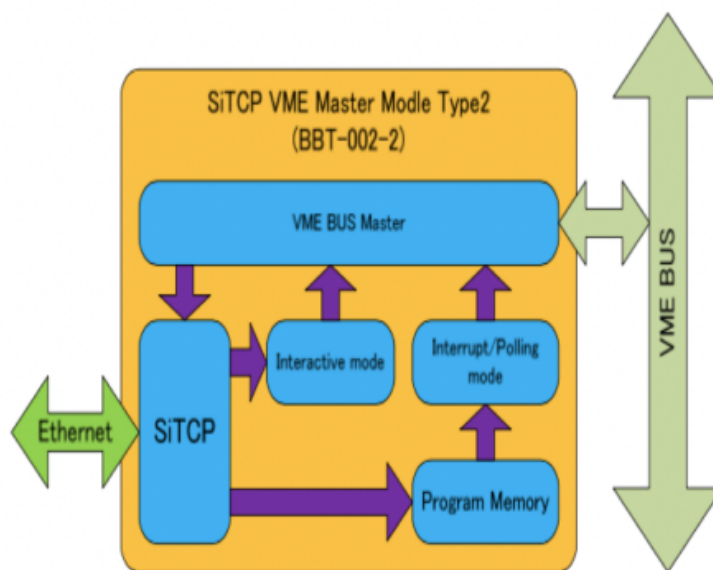 SiTCP VME Master Modle Type2
(BBT-002-2)
VME BUS Master
VME BUS
Interactive mode
Interrupt/Polling
mode
Ethernet
SiTCP
Program Memory